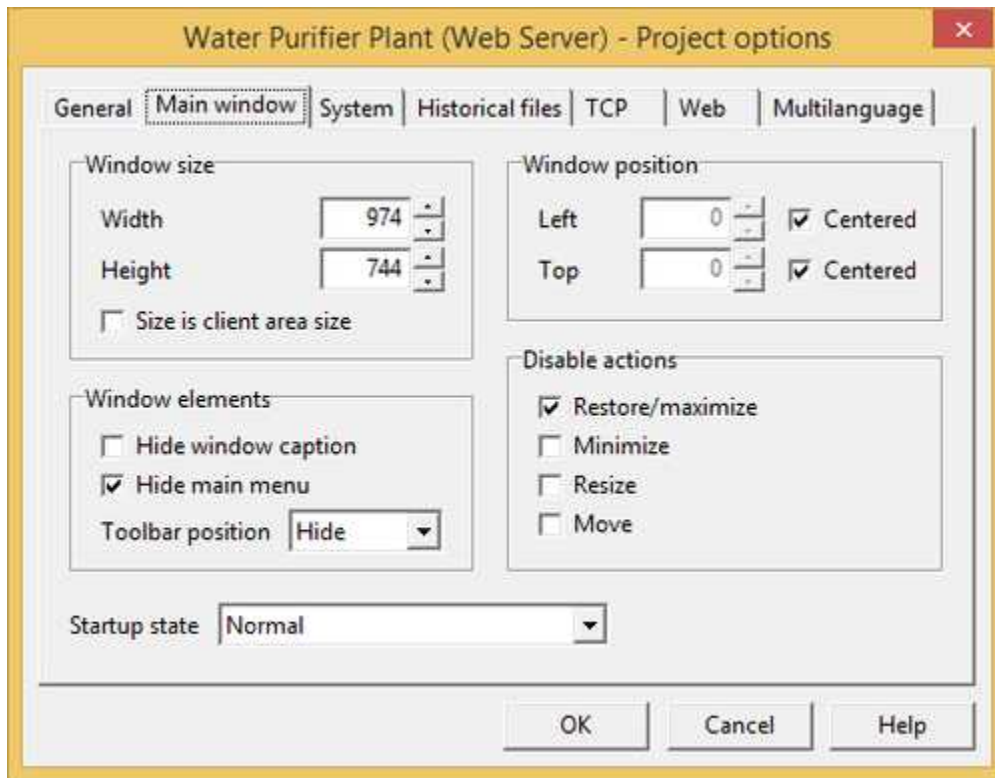 Water Purifier Plant (Web Server) - Project options
General Main window System Historical files TCP Web Multilanguage
Window size
Width 974
Height 744
Size is client area size
Window elements
Hide window caption
Hide main menu
Toolbar position Hide
Window position
Left 0 Centered
Top 0 Centered
Disable actions
Restore/maximize
Minimize
Resize
Move
Startup state Normal
OK Cancel Help